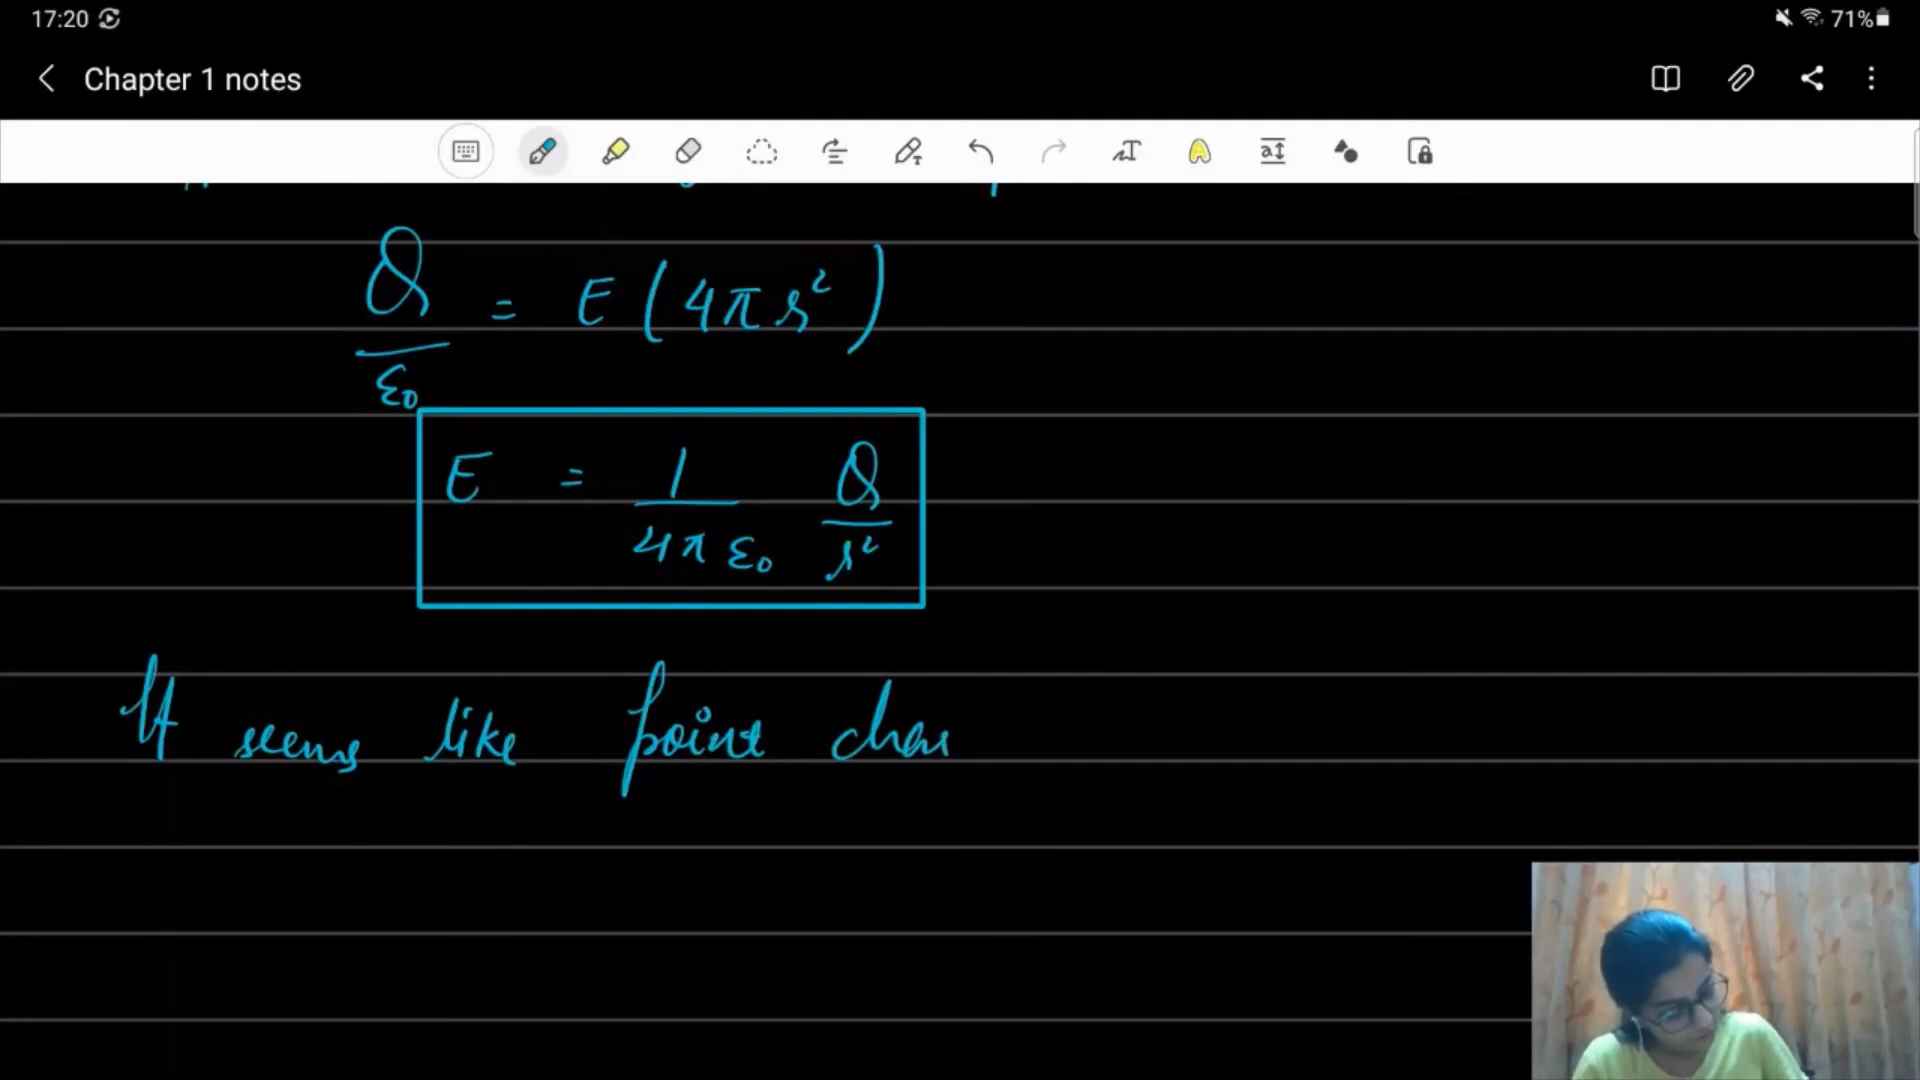 17:20 71%
Chapter 1 notes
Q/ε₀ = E (4πr²)
E = 1/4πε₀ Q/r²
It seems like point char